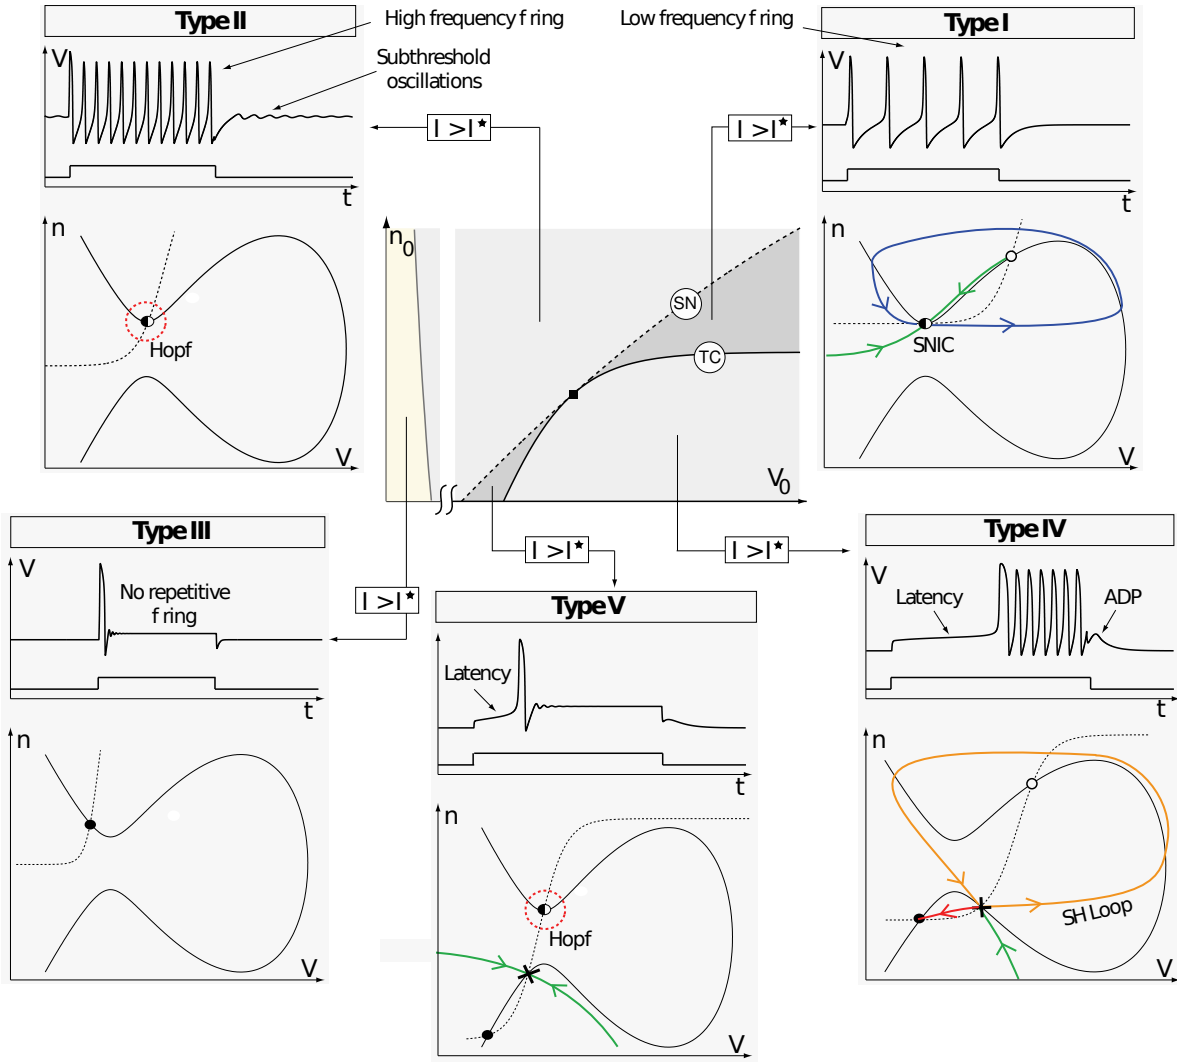 Type II
High frequency f ring
Low frequency f ring
Type I
V
Subthreshold
oscillations
I > I★
I > I★
V
t
t
n
n0
n
SN
Hopf
TC
SNIC
V
V0
V
Type III
I > I★
I > I★
Type IV
V
No repetitive
f ring
I > I★
Type V
V
Latency
ADP
V
Latency
t
t
n
t
n
n
Hopf
SH Loop
V
V
V